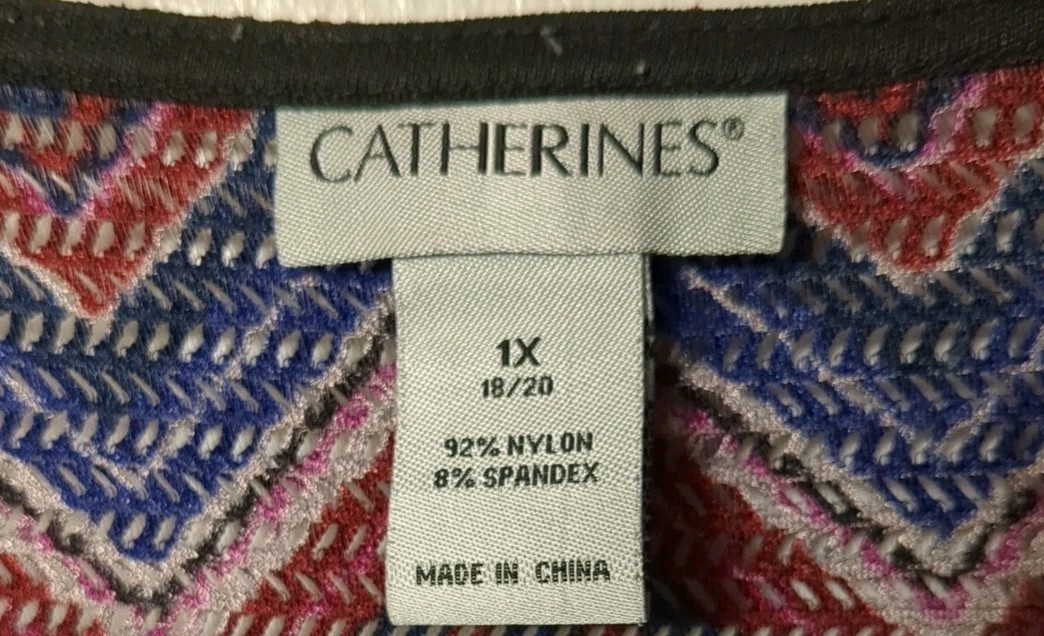 CATHERINES®
1X
18/20
92% NYLON
8% SPANDEX
MADE IN CHINA